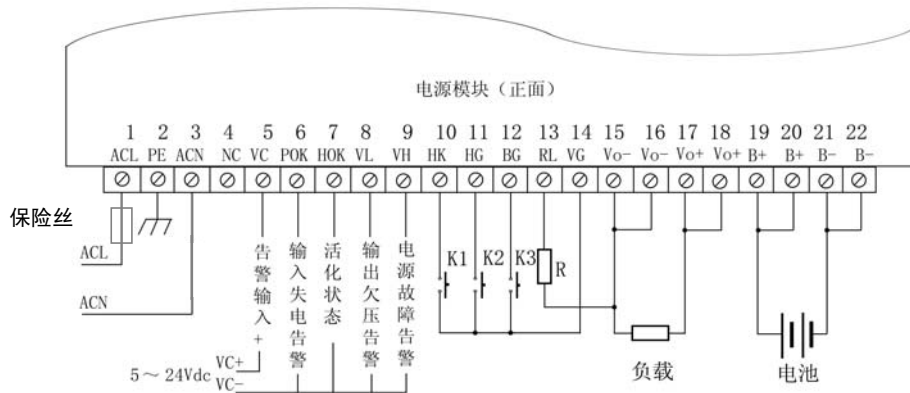 电源模块（正面）
1 2 3 4 5 6 7 8 9 10 11 12 13 14 15 16 17 18 19 20 21 22
ACL PE ACN NC VC POK HOK VL VH HK HG BG RL VG Vo- Vo- Vo+ Vo+ B+ B+ B- B-
保险丝
ACL
ACN
告警输入+
输入失电告警
活化状态
输出欠压告警
电源故障告警
K1 K2 K3 R
VC+
5～24Vdc
VC-
负载
电池